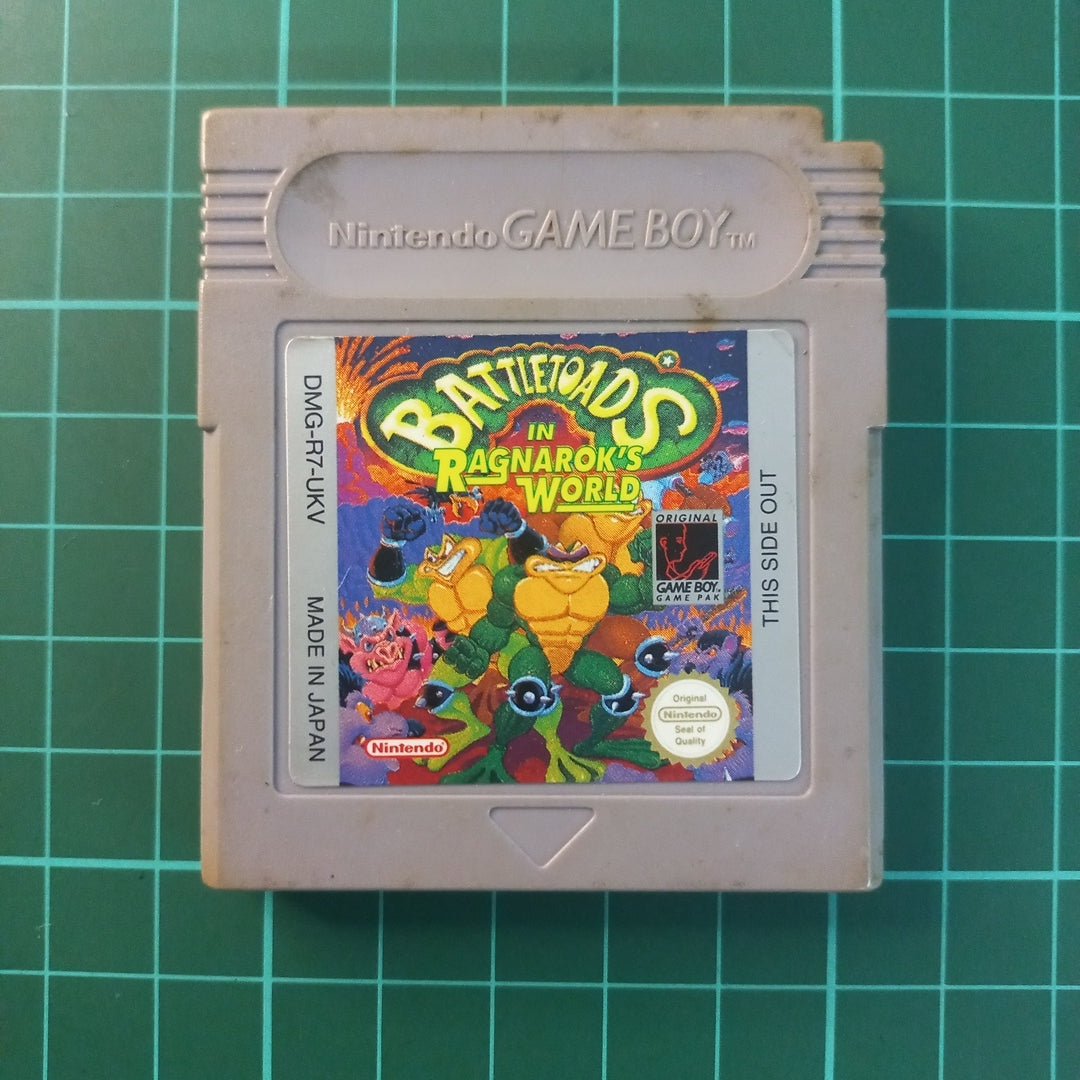 Nintendo GAME BOY™
BATTLETOADS
IN
RAGNAROK'S
WORLD
DMG-R7-UKV
MADE IN JAPAN
THIS SIDE OUT
ORIGINAL
GAME BOY™
GAME PAK
Original
Nintendo
Seal of
Quality
Nintendo®